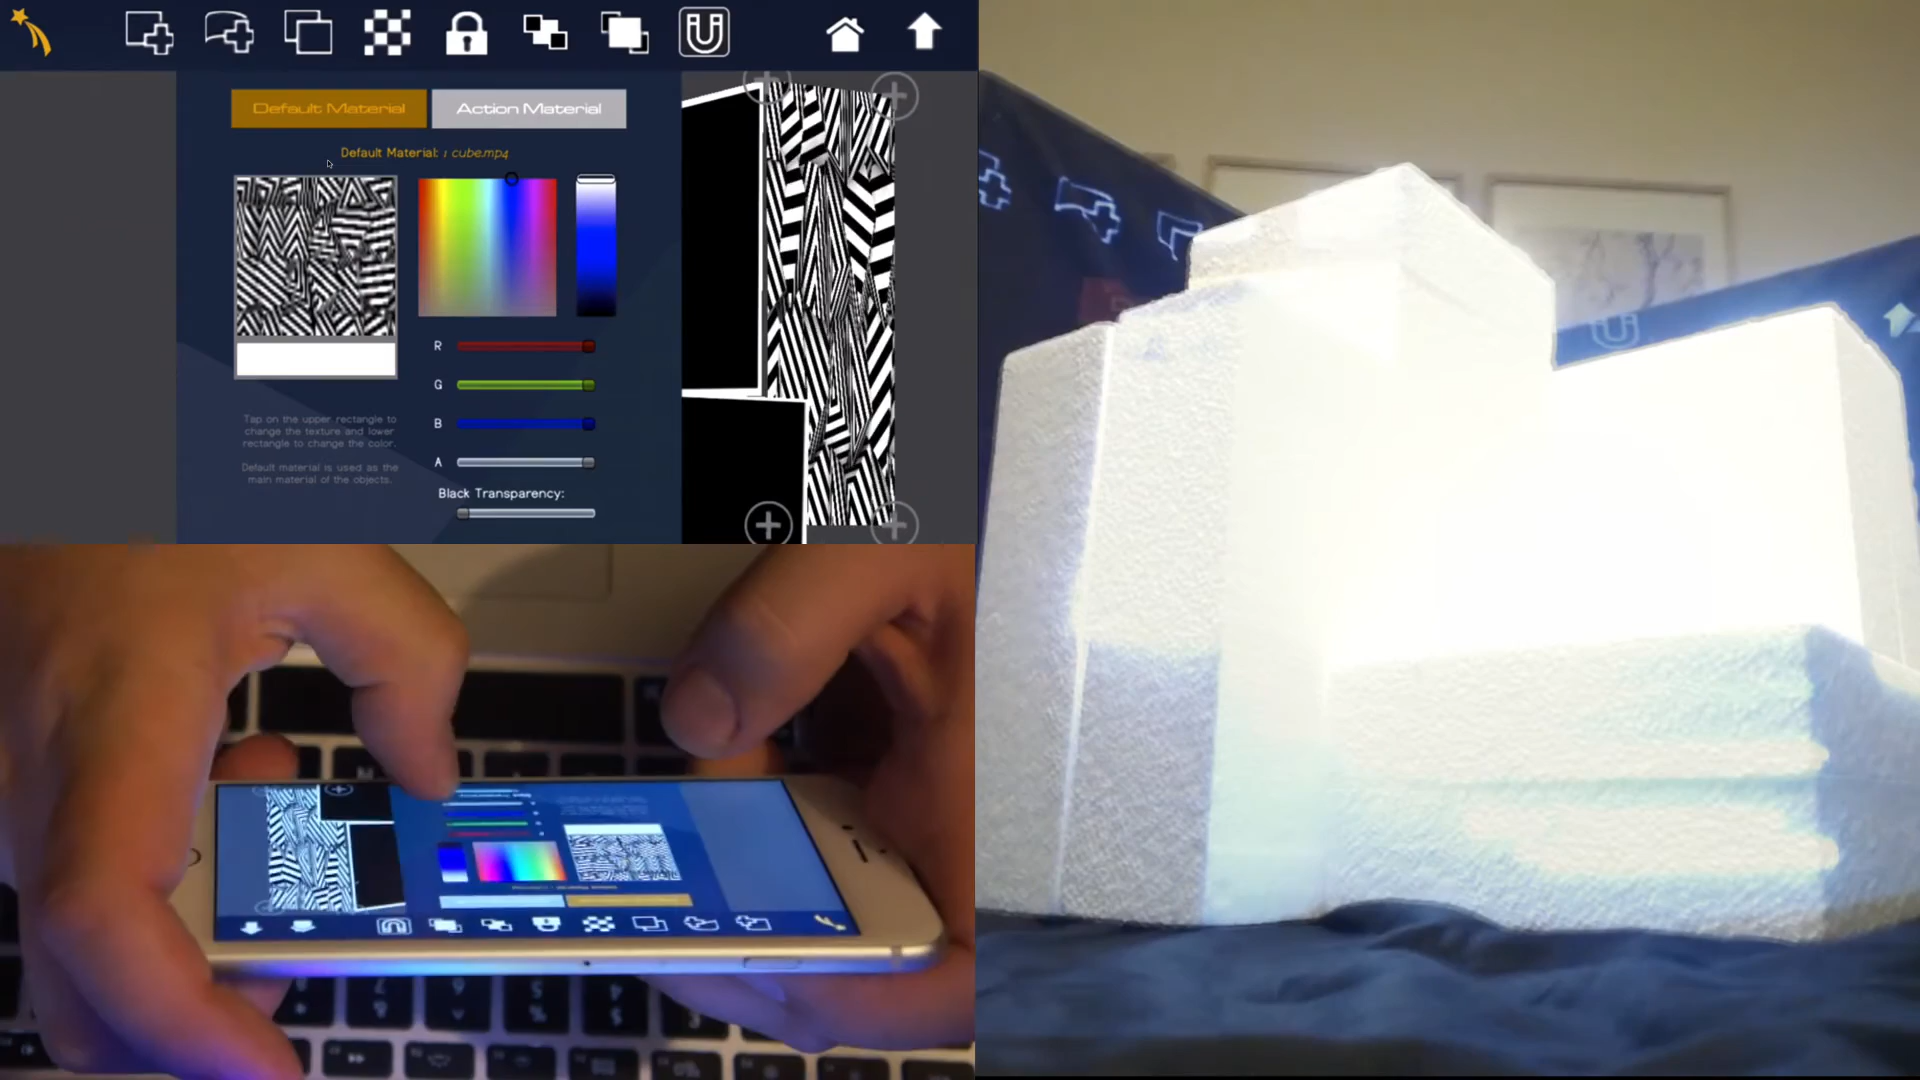 Default Material
Action Material
Default Material: 1 cube.mp4
R
G
B
A
Black Transparency:
Tap on the upper rectangle to
change the texture and lower
rectangle to change the color.
Default material is used as the
main material of the objects.